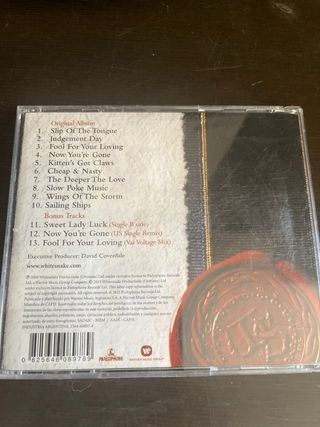 Original Album
1. Slip Of The Tongue
2. Judgement Day
3. Fool For Your Loving
4. Now You're Gone
5. Kitten's Got Claws
6. Cheap & Nasty
7. The Deeper The Love
8. Slow Poke Music
9. Wings Of The Storm
10. Sailing Ships
Bonus Tracks
11. Sweet Lady Luck (Single B side)
12. Now You're Gone (US Single Remix)
13. Fool For Your Loving (Vai Voltage Mix)
Executive Producer: David Coverdale
www.whitesnake.com
INDUSTRIA ARGENTINA
0 825646 089789
PARLOPHONE
WARNER MUSIC GROUP